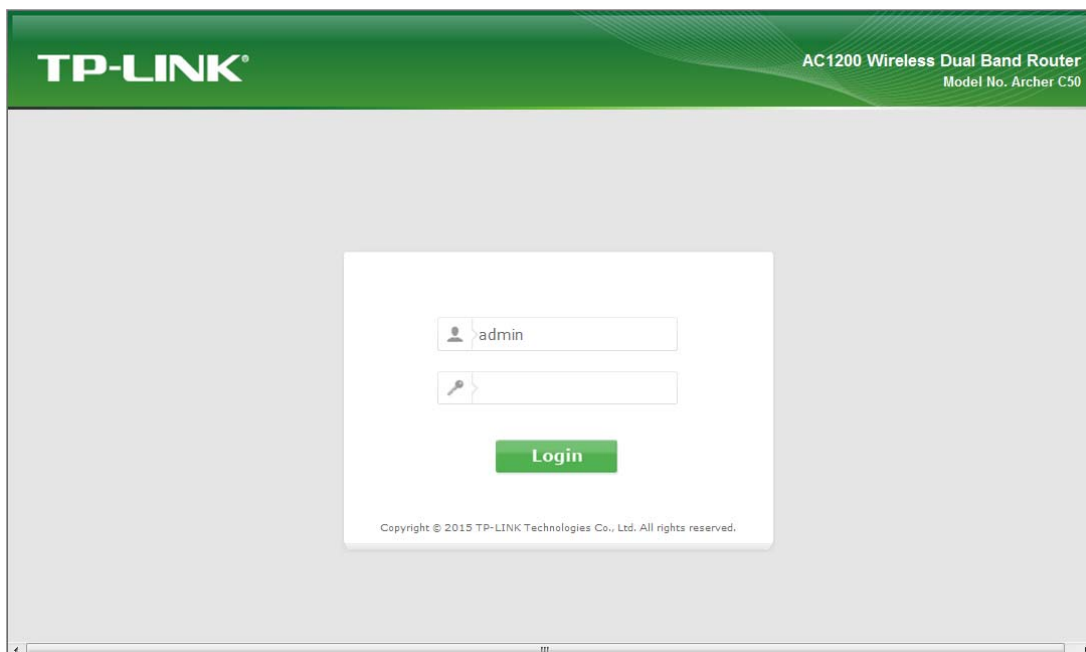 TP-LINK®
AC1200 Wireless Dual Band Router
Model No. Archer C50
admin
Login
Copyright © 2015 TP-LINK Technologies Co., Ltd. All rights reserved.